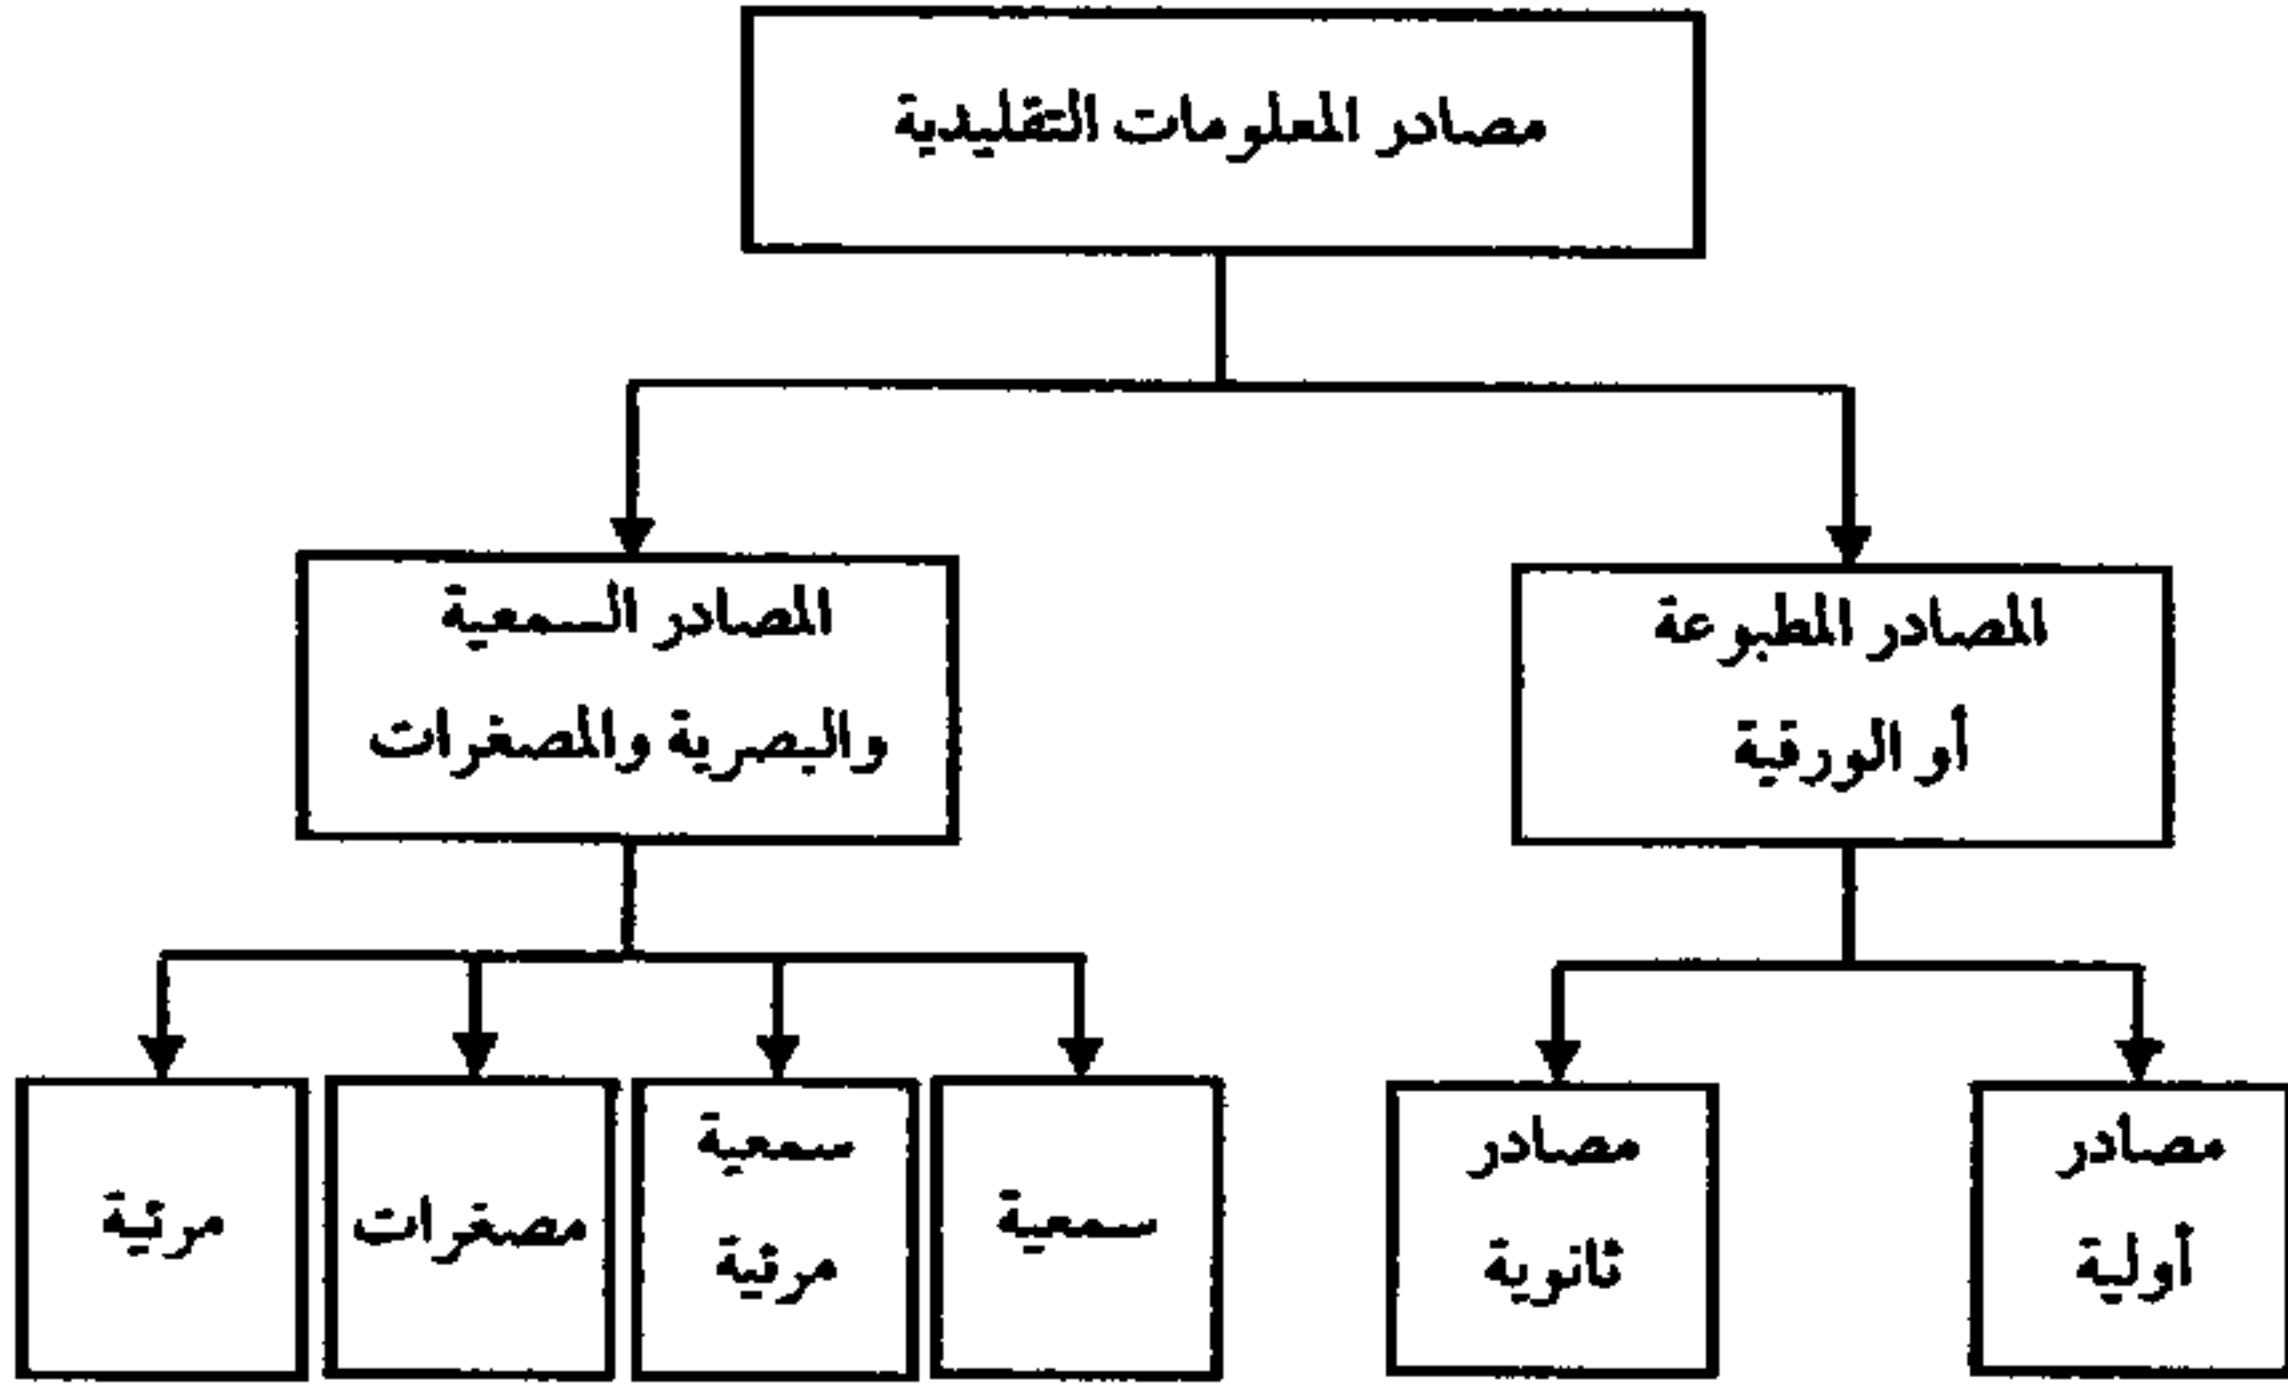 مصادر المعلومات التقليدية
المصادر المطبوعة
أو الورقية
المصادر السمعية
والبصرية والمصغرات
مصادر
أولية
مصادر
ثانوية
سمعية
سمعية
مرئية
مصغرات
مرئية